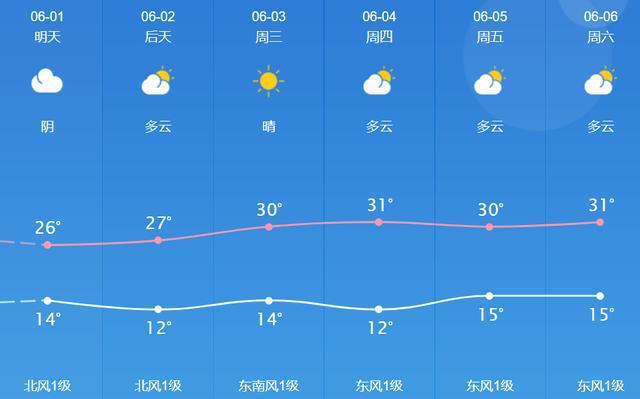 06-01 06-02 06-03 06-04 06-05 06-06
明天 后天 周三 周四 周五 周六
阴 多云 晴 多云 多云 多云
26° 27° 30° 31° 30° 31°
14° 12° 14° 12° 15° 15°
北风1级 北风1级 东南风1级 东风1级 东风1级 东风1级